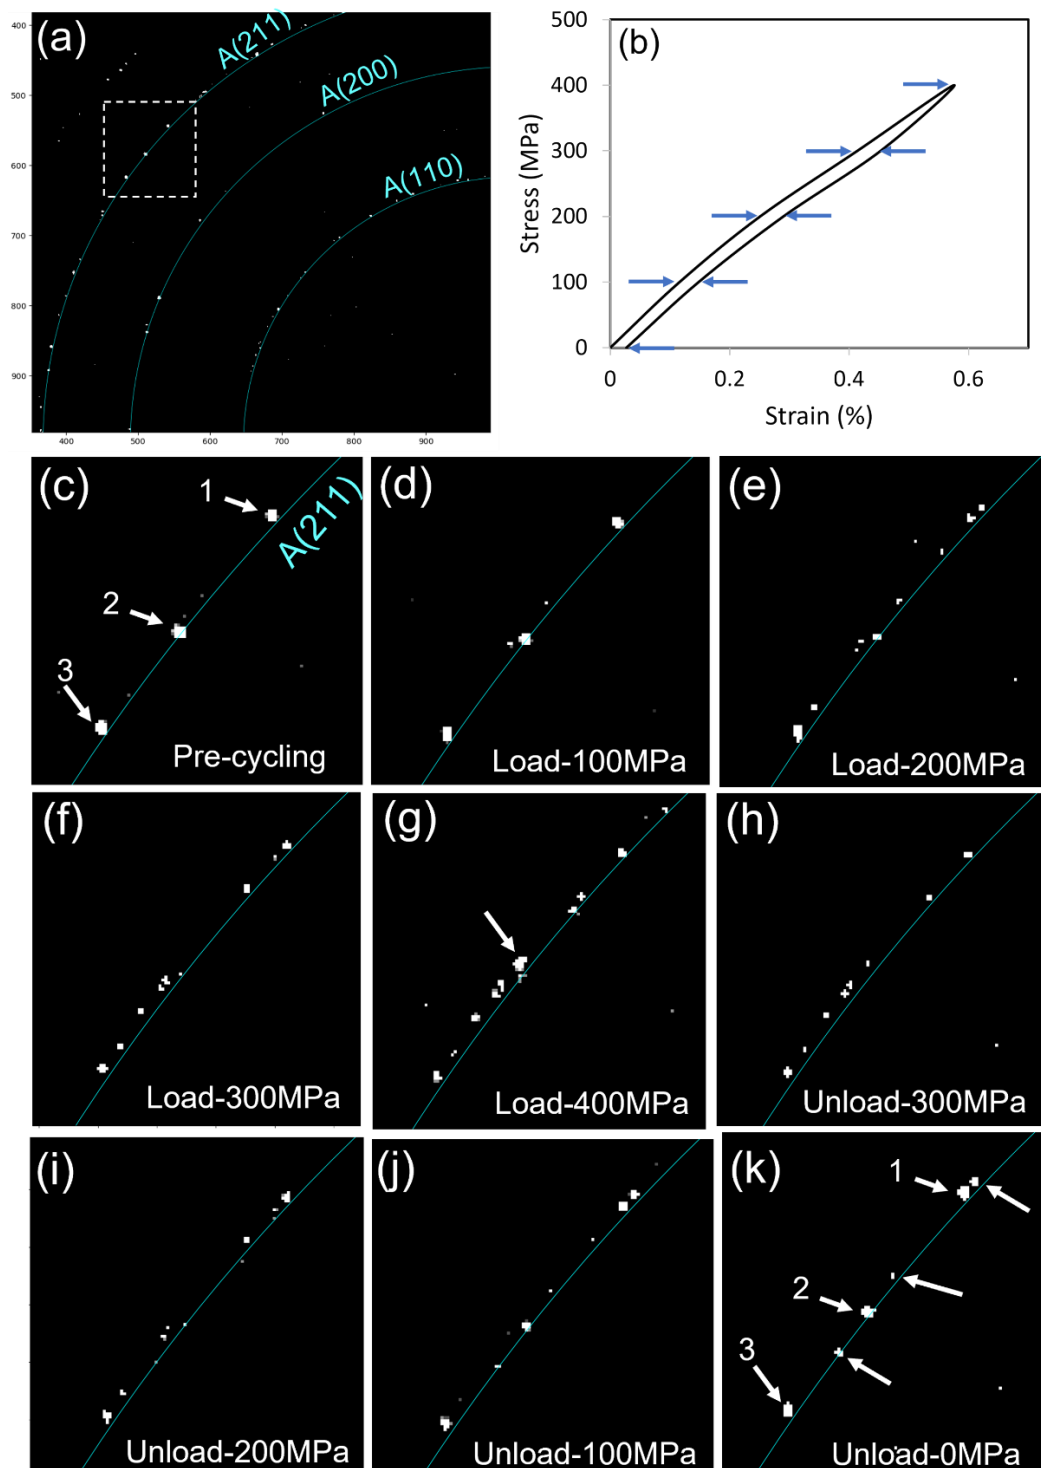 (a)
A(211)
A(200)
A(110)
400
500
600
700
800
900
400
500
600
700
800
900
(b)
500
400
300
200
100
0
Stress (MPa)
0
0.2
0.4
0.6
Strain (%)
(c)
1
2
3
A(211)
Pre-cycling
(d)
Load-100MPa
(e)
Load-200MPa
(f)
Load-300MPa
(g)
Load-400MPa
(h)
Unload-300MPa
(i)
Unload-200MPa
(j)
Unload-100MPa
(k)
1
2
3
Unload-0MPa